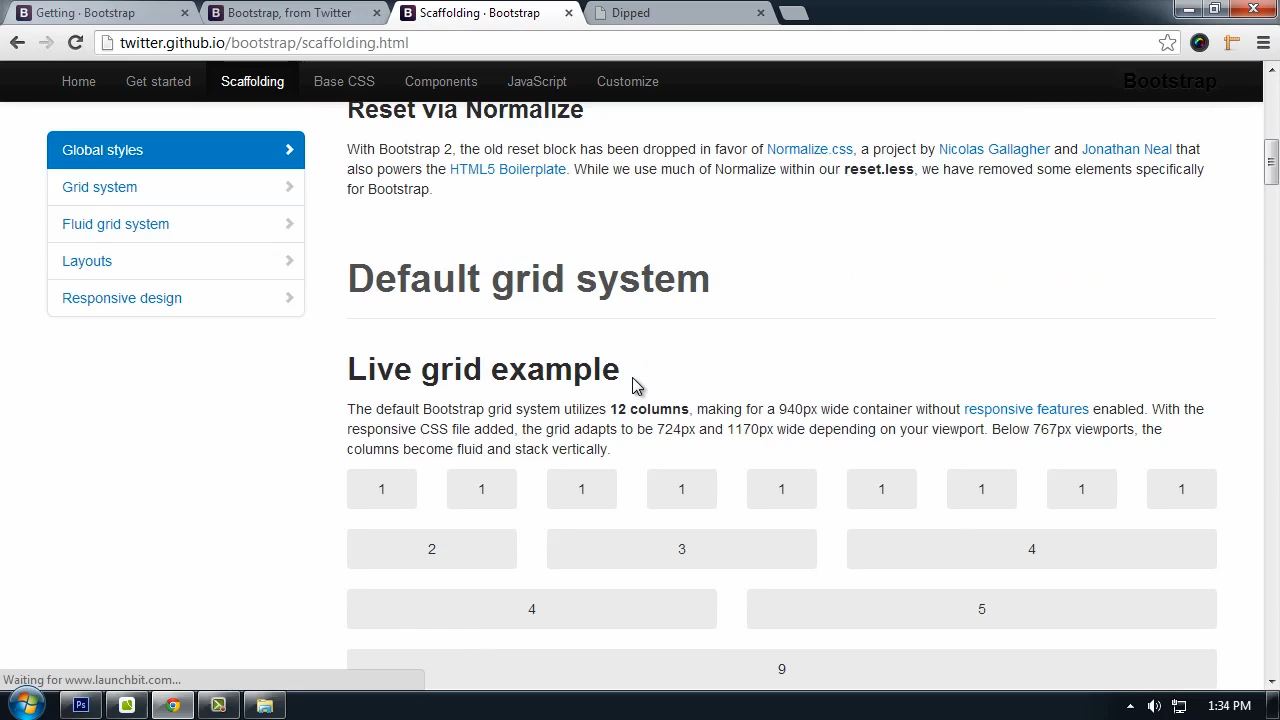 Getting · Bootstrap
Bootstrap, from Twitter
Scaffolding · Bootstrap
Dipped
twitter.github.io/bootstrap/scaffolding.html
Home Get started Scaffolding Base CSS Components JavaScript Customize Bootstrap
Global styles
Grid system
Fluid grid system
Layouts
Responsive design
Reset via Normalize
With Bootstrap 2, the old reset block has been dropped in favor of Normalize.css, a project by Nicolas Gallagher and Jonathan Neal that
also powers the HTML5 Boilerplate. While we use much of Normalize within our reset.less, we have removed some elements specifically
for Bootstrap.
Default grid system
Live grid example
The default Bootstrap grid system utilizes 12 columns, making for a 940px wide container without responsive features enabled. With the
responsive CSS file added, the grid adapts to be 724px and 1170px wide depending on your viewport. Below 767px viewports, the
columns become fluid and stack vertically.
1 1 1 1 1 1 1 1 1
2 3 4
4 5
9
Waiting for www.launchbit.com...
Ps
1:34 PM